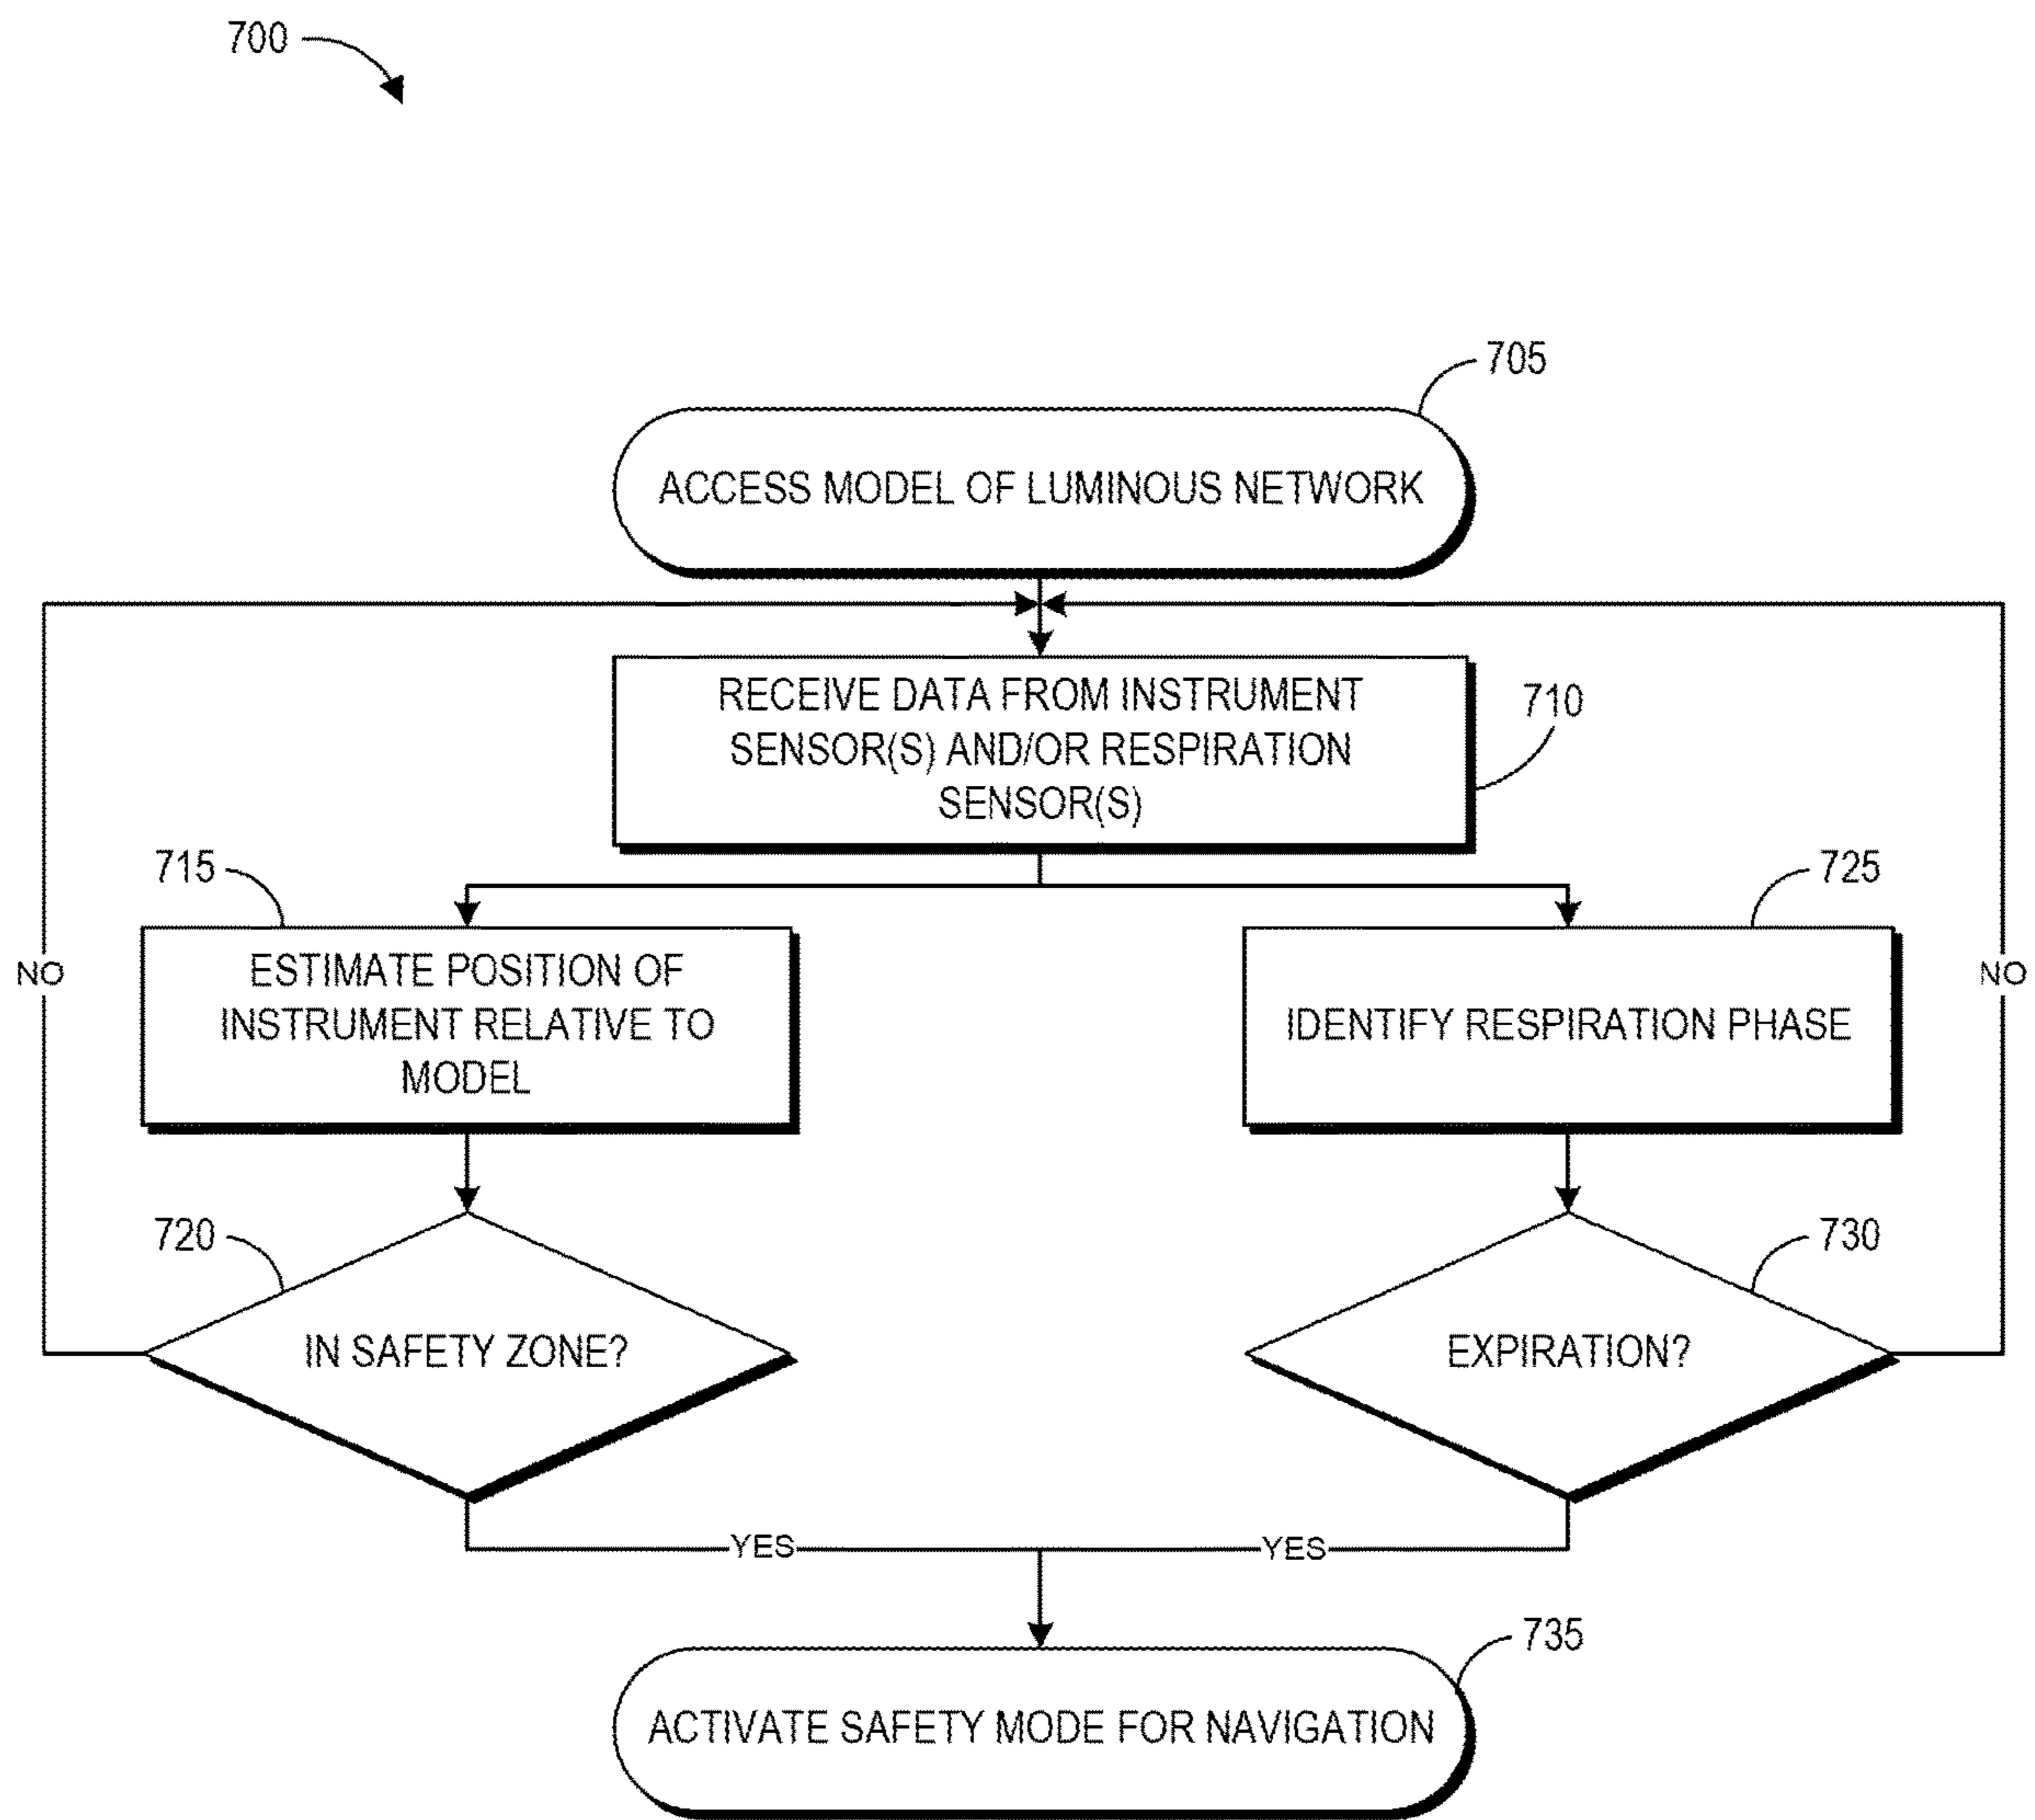 700
705
ACCESS MODEL OF LUMINOUS NETWORK
RECEIVE DATA FROM INSTRUMENT
SENSOR(S) AND/OR RESPIRATION
SENSOR(S)
710
715
725
ESTIMATE POSITION OF
INSTRUMENT RELATIVE TO
MODEL
IDENTIFY RESPIRATION PHASE
NO
NO
720
730
IN SAFETY ZONE?
EXPIRATION?
YES
YES
735
ACTIVATE SAFETY MODE FOR NAVIGATION